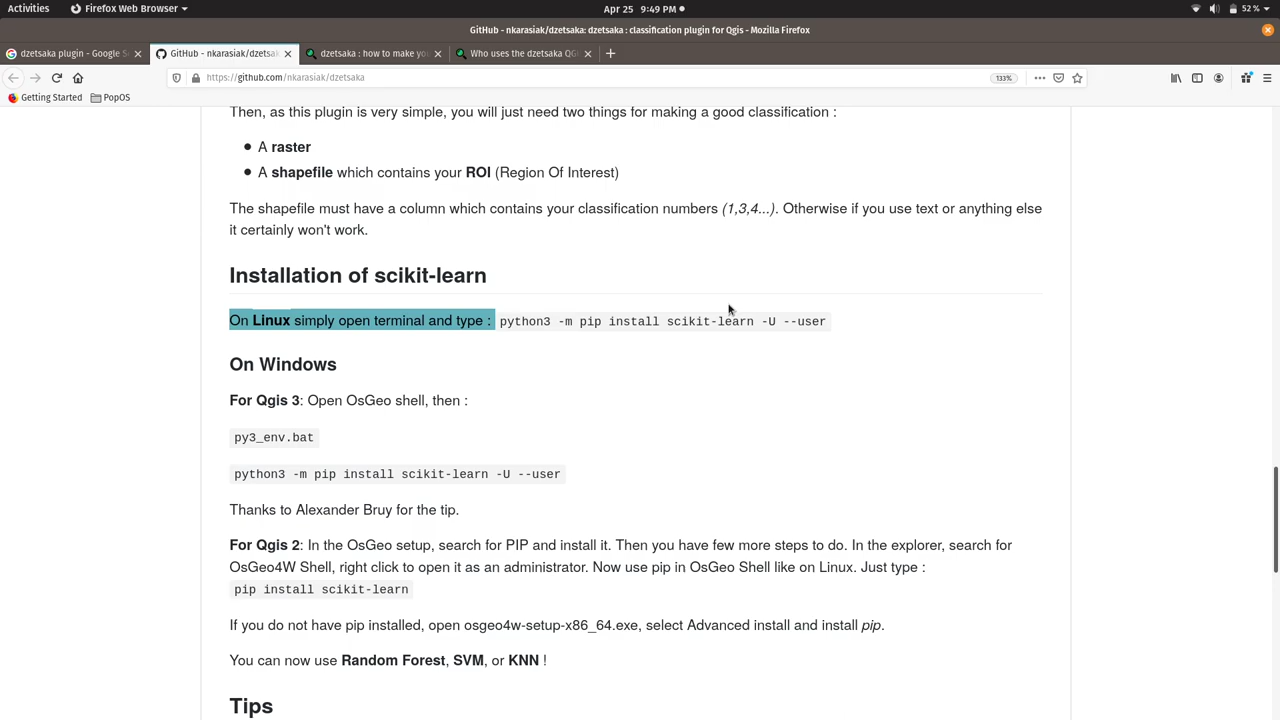 Activities Firefox Web Browser Apr 25 9:49 PM 52 %
GitHub - nkarasiak/dzetsaka: dzetsaka : classification plugin for Qgis - Mozilla Firefox
dzetsaka plugin - Google S GitHub - nkarasiak/dzetsa dzetsaka : how to make yo Who uses the dzetsaka QG
https://github.com/nkarasiak/dzetsaka 133%
Getting Started PopOS
Then, as this plugin is very simple, you will just need two things for making a good classification :
A raster
A shapefile which contains your ROI (Region Of Interest)
The shapefile must have a column which contains your classification numbers (1,3,4...). Otherwise if you use text or anything else
it certainly won't work.
Installation of scikit-learn
On Linux simply open terminal and type : python3 -m pip install scikit-learn -U --user
On Windows
For Qgis 3: Open OsGeo shell, then :
py3_env.bat
python3 -m pip install scikit-learn -U --user
Thanks to Alexander Bruy for the tip.
For Qgis 2: In the OsGeo setup, search for PIP and install it. Then you have few more steps to do. In the explorer, search for
OsGeo4W Shell, right click to open it as an administrator. Now use pip in OsGeo Shell like on Linux. Just type :
pip install scikit-learn
If you do not have pip installed, open osgeo4w-setup-x86_64.exe, select Advanced install and install pip.
You can now use Random Forest, SVM, or KNN !
Tips